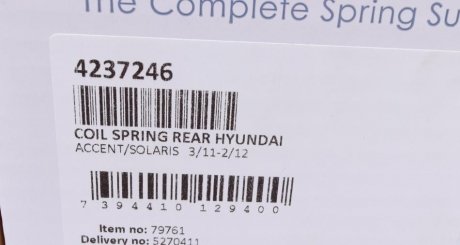 The Complete Spring Su
4237246
COIL SPRING REAR HYUNDAI
ACCENT/SOLARIS 3/11-2/12
7 394410 129400
Item no: 79761
Delivery no: 5270411